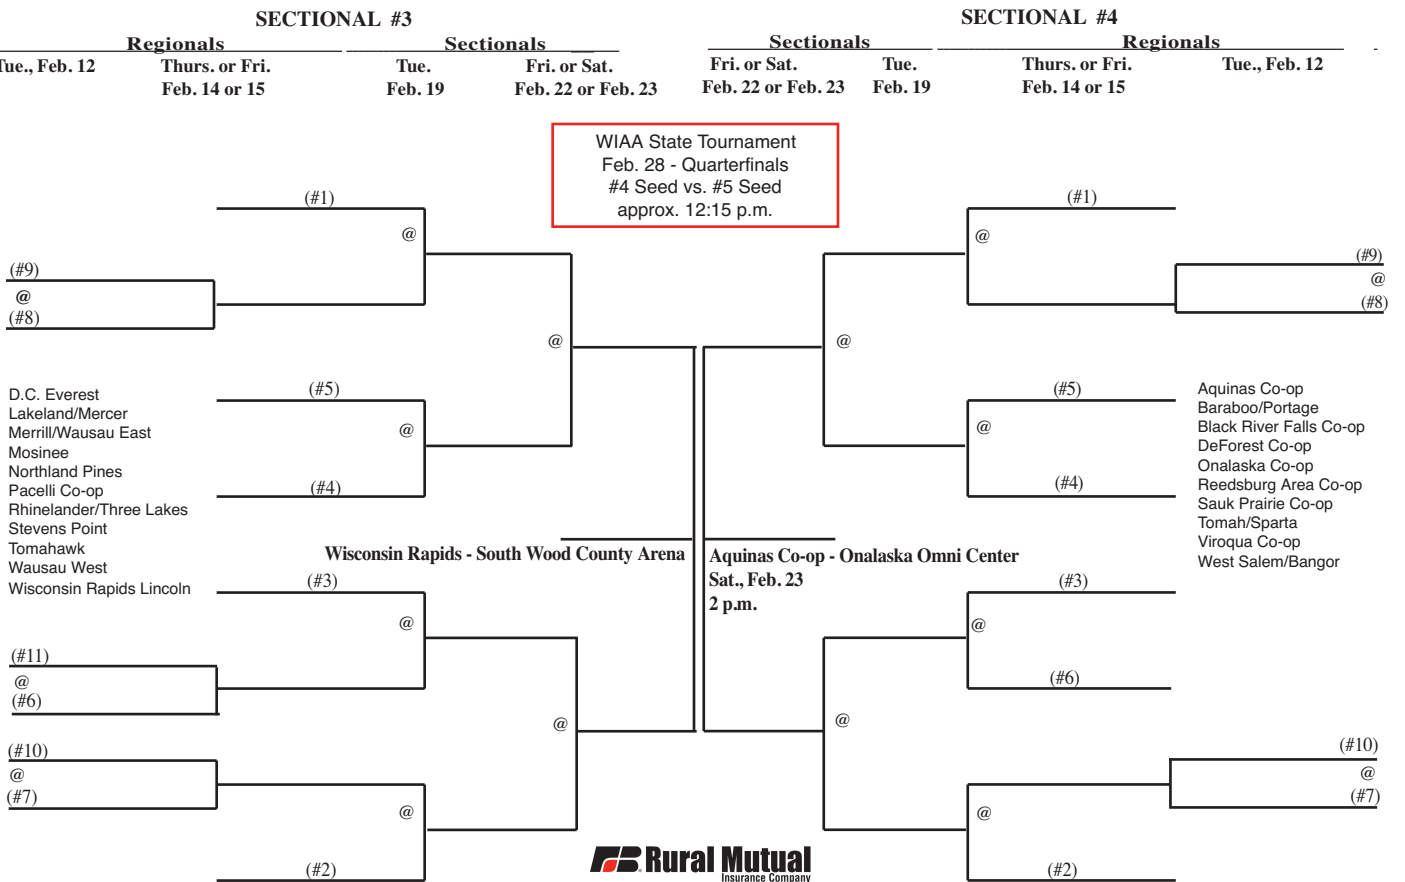 SECTIONAL #3
Regionals
Sectionals
Tue., Feb. 12
Thurs. or Fri.
Feb. 14 or 15
Tue.
Feb. 19
Fri. or Sat.
Feb. 22 or Feb. 23
SECTIONAL #4
Sectionals
Regionals
Fri. or Sat.
Feb. 22 or Feb. 23
Tue.
Feb. 19
Thurs. or Fri.
Feb. 14 or 15
Tue., Feb. 12
WIAA State Tournament
Feb. 28 - Quarterfinals
#4 Seed vs. #5 Seed
approx. 12:15 p.m.
(#1)
@
(#9)
@
(#8)
@
(#5)
@
(#4)
D.C. Everest
Lakeland/Mercer
Merrill/Wausau East
Mosinee
Northland Pines
Pacelli Co-op
Rhinelander/Three Lakes
Stevens Point
Tomahawk
Wausau West
Wisconsin Rapids Lincoln
Wisconsin Rapids - South Wood County Arena
(#3)
@
(#11)
@
(#6)
@
(#10)
@
(#7)
@
(#2)
(#1)
@
(#9)
@
(#8)
@
(#5)
@
(#4)
Aquinas Co-op
Baraboo/Portage
Black River Falls Co-op
DeForest Co-op
Onalaska Co-op
Reedsburg Area Co-op
Sauk Prairie Co-op
Tomah/Sparta
Viroqua Co-op
West Salem/Bangor
Aquinas Co-op - Onalaska Omni Center
Sat., Feb. 23
2 p.m.
(#3)
@
(#6)
@
(#10)
@
(#7)
@
(#2)
Rural Mutual
Insurance Company